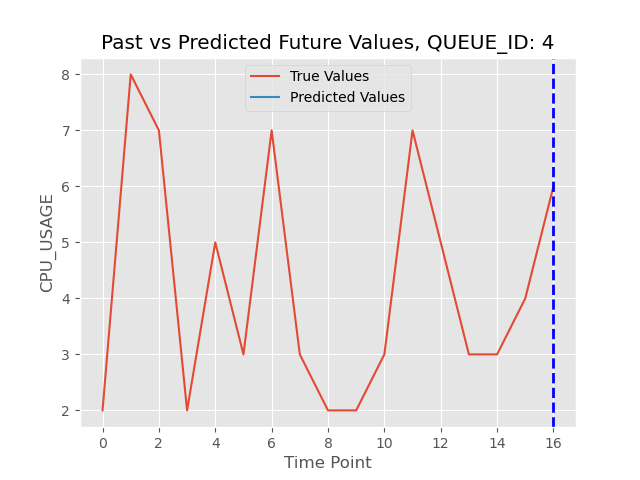 Past vs Predicted Future Values, QUEUE_ID: 4
True Values
Predicted Values
CPU_USAGE
8
7
6
5
4
3
2
0 2 4 6 8 10 12 14 16
Time Point